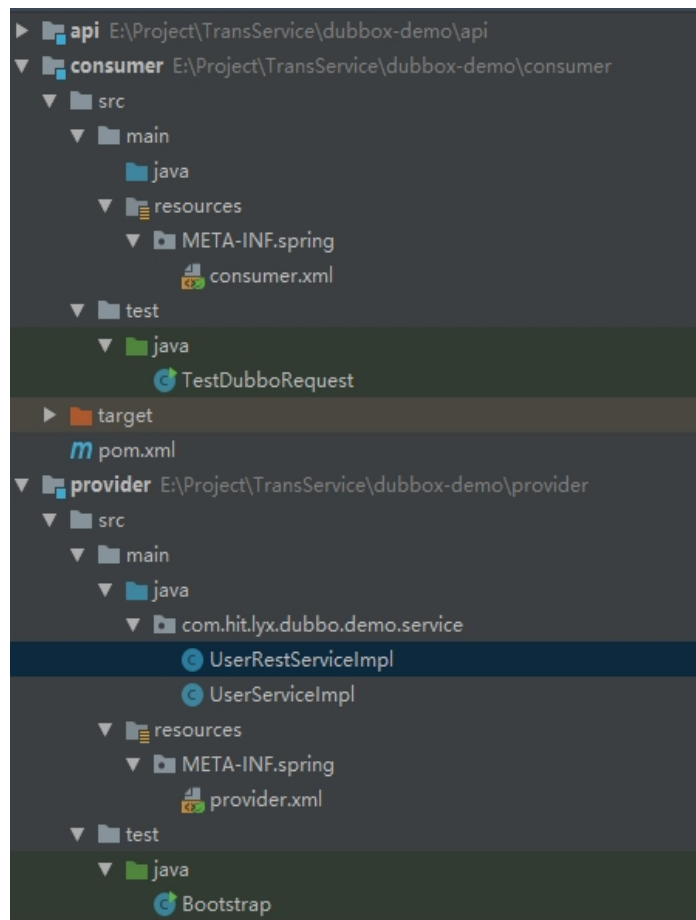 api E:\Project\TransService\dubbox-demo\api
consumer E:\Project\TransService\dubbox-demo\consumer
src
main
java
resources
META-INF.spring
consumer.xml
test
java
TestDubboRequest
target
pom.xml
provider E:\Project\TransService\dubbox-demo\provider
src
main
java
com.hit.lyx.dubbo.demo.service
UserRestServiceImpl
UserServiceImpl
resources
META-INF.spring
provider.xml
test
java
Bootstrap